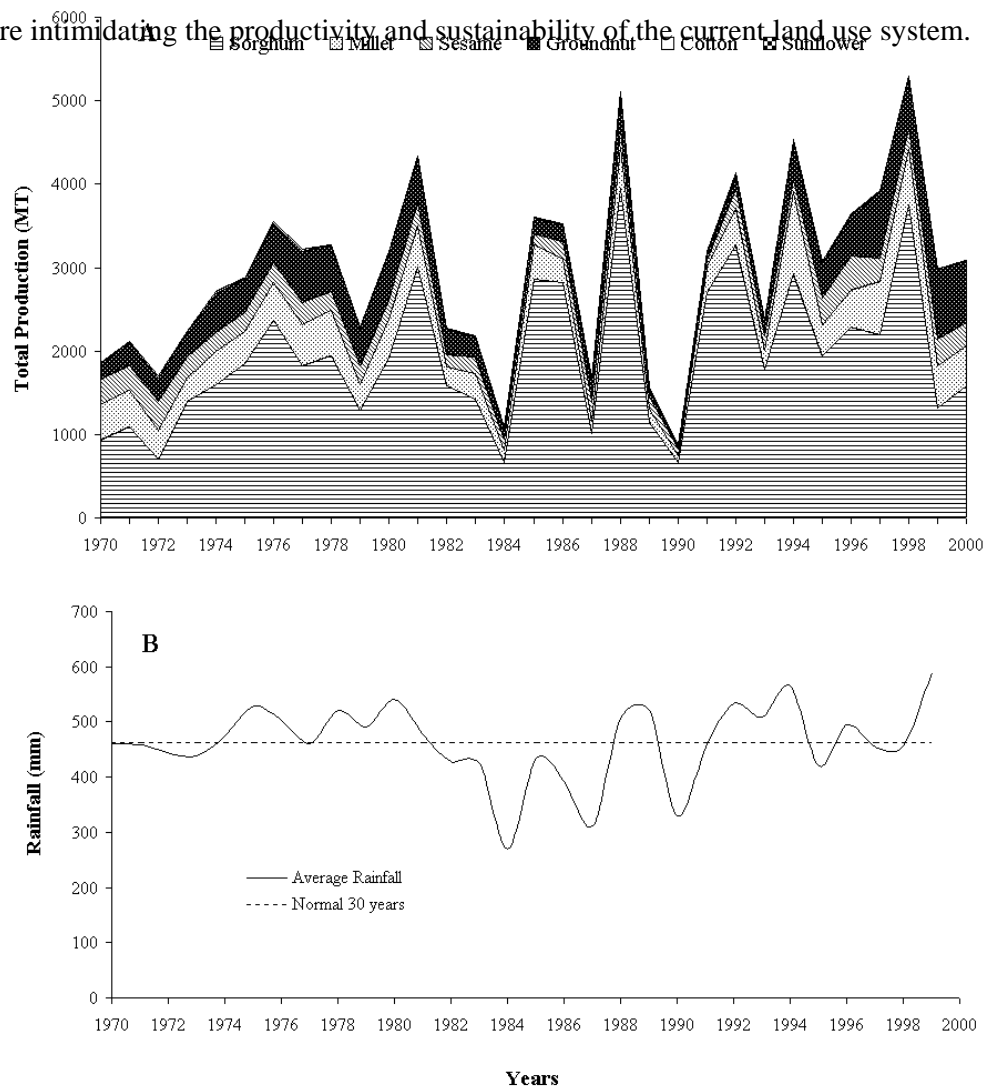 re intimidating the productivity and sustainability of the current land use system.
6000
A
Sorghum Millet Sesame Groundnut Cotton Sunflower
5000
4000
3000
2000
1000
0
Total Production (MT)
1970 1972 1974 1976 1978 1980 1982 1984 1986 1988 1990 1992 1994 1996 1998 2000
700
B
600
500
400
300
200
100
0
Rainfall (mm)
Average Rainfall
Normal 30 years
1970 1972 1974 1976 1978 1980 1982 1984 1986 1988 1990 1992 1994 1996 1998 2000
Years